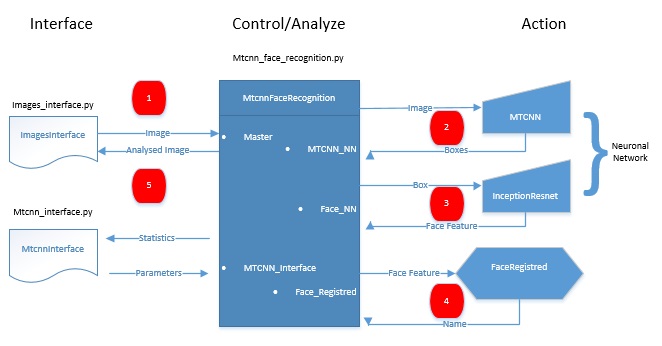 Interface
Control/Analyze
Action
Mtcnn_face_recognition.py
Images_interface.py
1
MtcnnFaceRecognition
Image
MTCNN
ImagesInterface
Image
Master
2
Analysed Image
MTCNN_NN
Boxes
Neuronal
Network
5
Box
3
InceptionResnet
Mtcnn_interface.py
Face_NN
Face Feature
Statistics
MtcnnInterface
Parameters
MTCNN_Interface
Face Feature
FaceRegistred
Face_Registred
4
Name